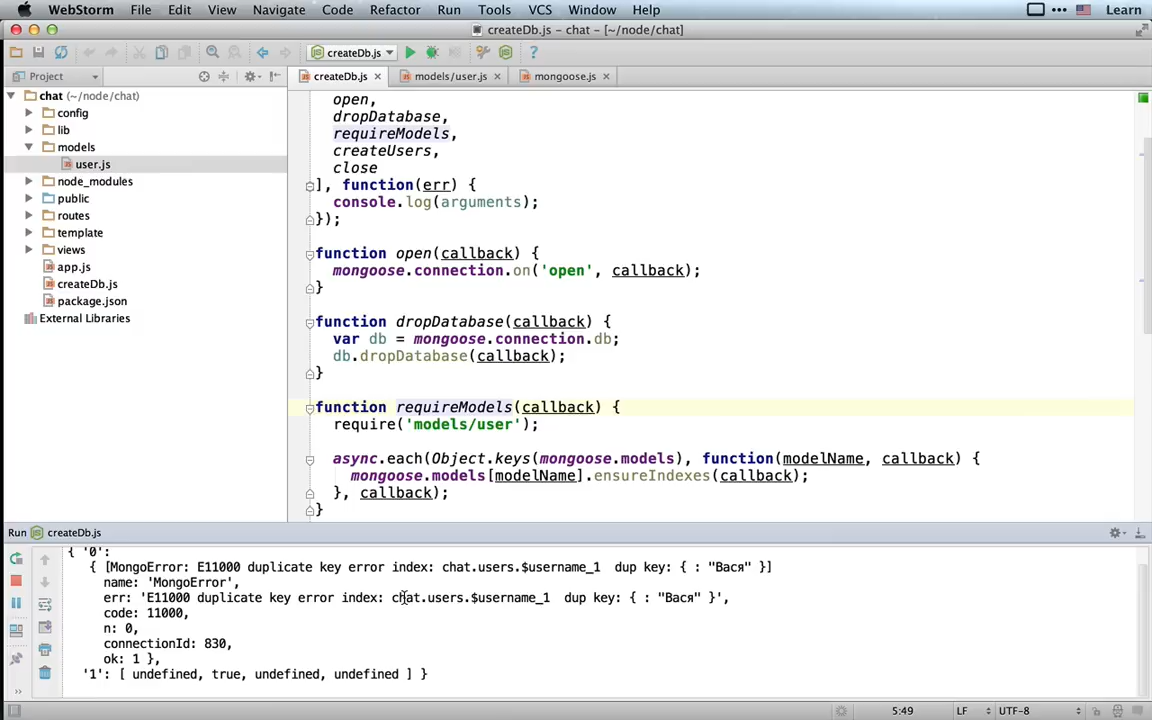 WebStorm File Edit View Navigate Code Refactor Run Tools VCS Window Help Learn
createDb.js - chat - [~/node/chat]
createDb.js
Project
createDb.js models/user.js mongoose.js
chat (~/node/chat)
config
lib
models
user.js
node_modules
public
routes
template
views
app.js
createDb.js
package.json
External Libraries
open,
dropDatabase,
requireModels,
createUsers,
close
], function(err) {
console.log(arguments);
});
function open(callback) {
mongoose.connection.on('open', callback);
}
function dropDatabase(callback) {
var db = mongoose.connection.db;
db.dropDatabase(callback);
}
function requireModels(callback) {
require('models/user');
async.each(Object.keys(mongoose.models), function(modelName, callback) {
mongoose.models[modelName].ensureIndexes(callback);
}, callback);
}
Run createDb.js
{ '0':
{ [MongoError: E11000 duplicate key error index: chat.users.$username_1 dup key: { : "Вася" }]
name: 'MongoError',
err: 'E11000 duplicate key error index: chat.users.$username_1 dup key: { : "Вася" }',
code: 11000,
n: 0,
connectionId: 830,
ok: 1 },
'1': [ undefined, true, undefined, undefined ] }
5:49 LF UTF-8